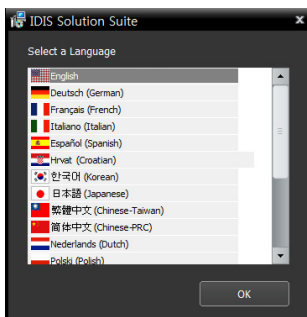 IDIS Solution Suite
Select a Language
English
Deutsch (German)
Français (French)
Italiano (Italian)
Español (Spanish)
Hrvat (Croatian)
한국어 (Korean)
日本語 (Japanese)
繁體中文 (Chinese-Taiwan)
简体中文 (Chinese-PRC)
Nederlands (Dutch)
Polski (Polish)
OK